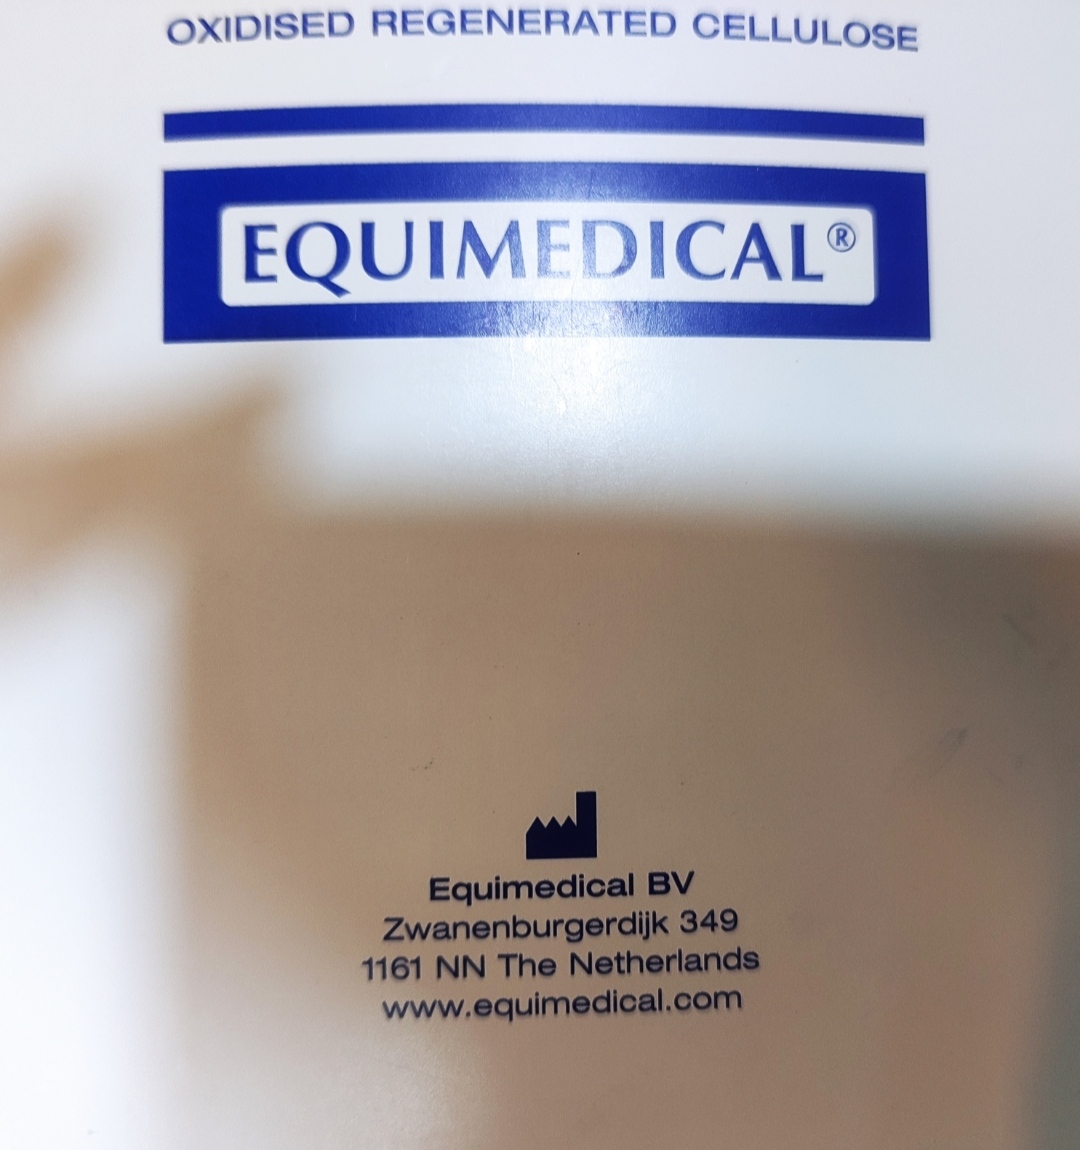 OXIDISED REGENERATED CELLULOSE
EQUIMEDICAL®
Equimedical BV
Zwanenburgerdijk 349
1161 NN The Netherlands
www.equimedical.com